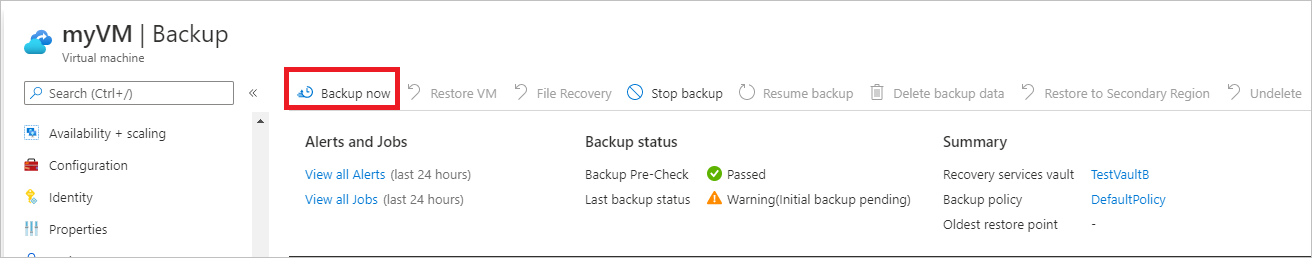 myVM | Backup
Virtual machine
Search (Ctrl+/)
«
Backup now
Restore VM
File Recovery
Stop backup
Resume backup
Delete backup data
Restore to Secondary Region
Undelete
Availability + scaling
Configuration
Identity
Properties
Alerts and Jobs
View all Alerts (last 24 hours)
View all Jobs (last 24 hours)
Backup status
Backup Pre-Check Passed
Last backup status Warning(Initial backup pending)
Summary
Recovery services vault TestVaultB
Backup policy DefaultPolicy
Oldest restore point -